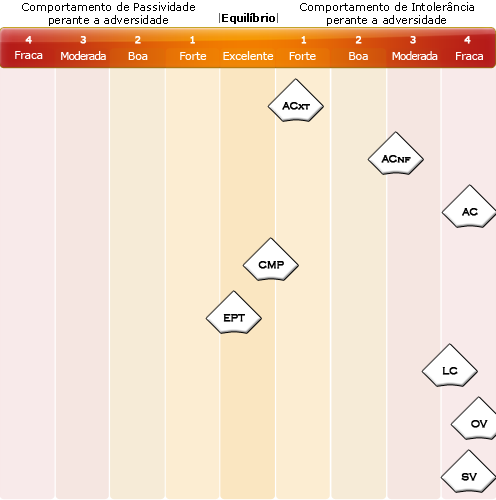 Comportamento de Passividade
perante a adversidade
|Equilíbrio|
Comportamento de Intolerância
perante a adversidade
4 3 2 1 1 2 3 4
Fraca Moderada Boa Forte Excelente Forte Boa Moderada Fraca
ACXT
ACNF
AC
CMP
EPT
LC
OV
SV